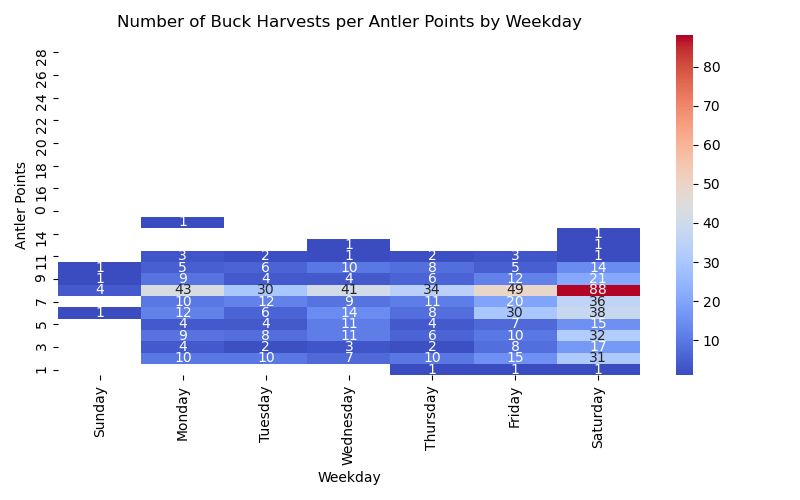 Number of Buck Harvests per Antler Points by Weekday
28
26
24
22
20
18
16
0
1
14 1
1 1
11 3 2 1 2 3 1
1 5 6 10 8 5 14
9 1 9 4 4 6 12 21
4 43 30 41 34 49 88
7 10 12 9 11 20 36
1 12 6 14 8 30 38
5 4 4 11 4 7 15
9 8 11 6 10 32
3 4 2 3 2 8 17
10 10 7 10 15 31
1 1 1 1
Antler Points
Sunday Monday Tuesday Wednesday Thursday Friday Saturday
Weekday
80
70
60
50
40
30
20
10